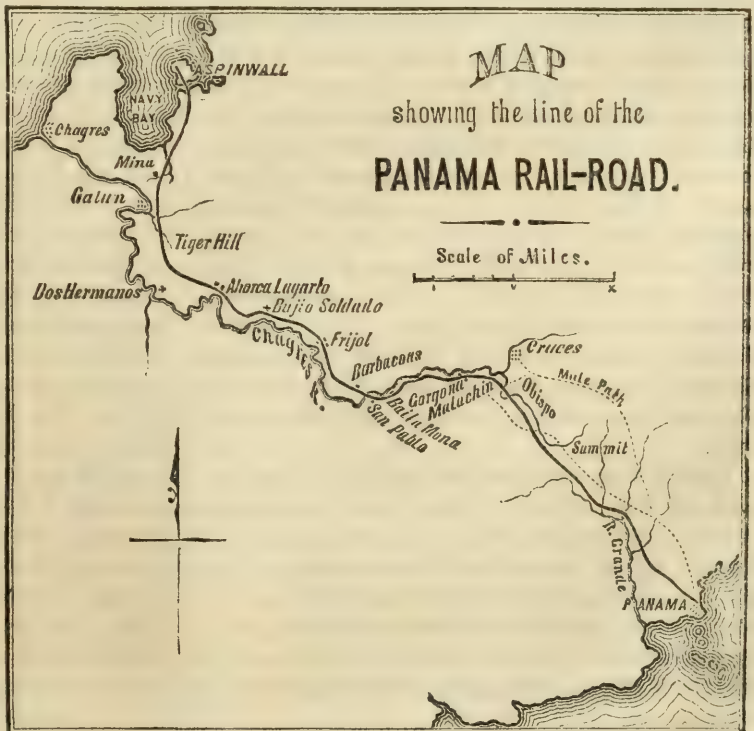 MAP
showing the line of the
PANAMA RAIL-ROAD.
Scale of Miles.
I V X
ASPINWALL
NAVY
BAY
Chagres
Mina
Gatun
Tiger Hill
Dos Hermanos
Ahorca Lagarto
Bujio Soldado
Chagres R.
Frijol
Barbacoas
San Pablo
Baila Mona
Gorgona
Matachin
Cruces
Obispo
Mule Path
Summit
R. Grande
PANAMA